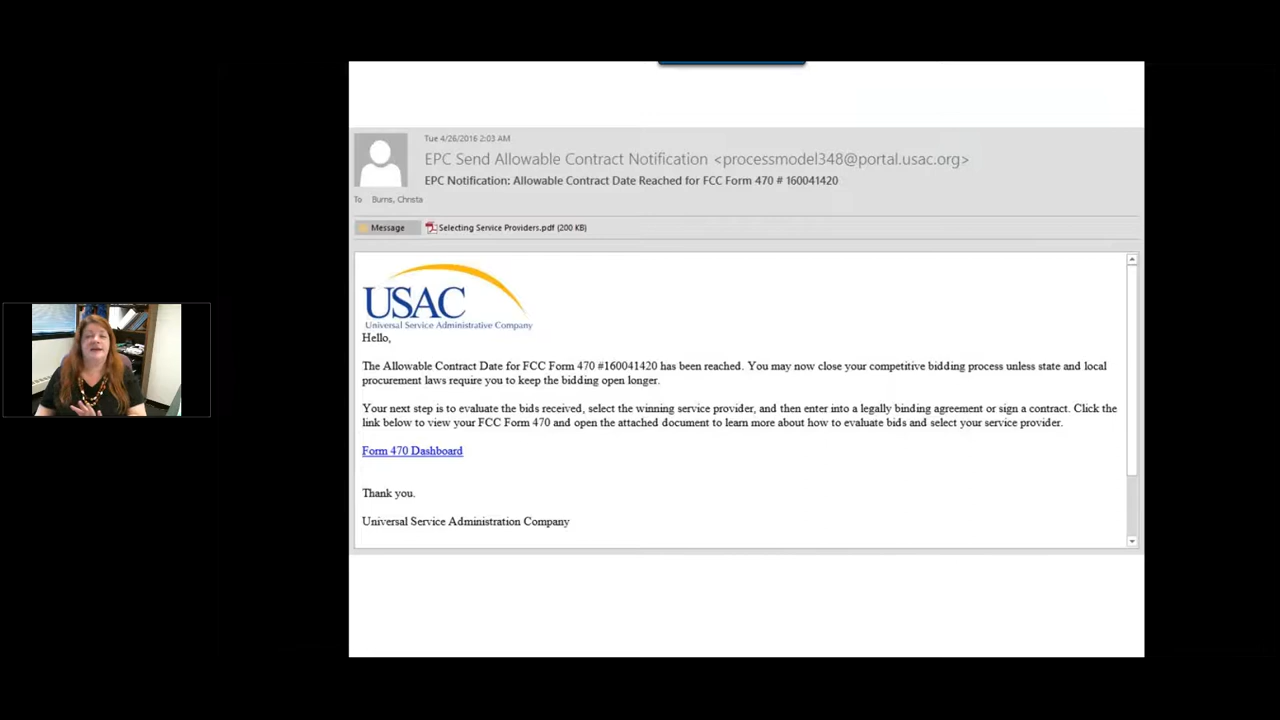 Tue 4/26/2016 2:03 AM
EPC Send Allowable Contract Notification <processmodel348@portal.usac.org>
EPC Notification: Allowable Contract Date Reached for FCC Form 470 # 160041420
To Burns, Christa
Message Selecting Service Providers.pdf (200 KB)
USAC
Universal Service Administrative Company
Hello,
The Allowable Contract Date for FCC Form 470 #160041420 has been reached. You may now close your competitive bidding process unless state and local
procurement laws require you to keep the bidding open longer.
Your next step is to evaluate the bids received, select the winning service provider, and then enter into a legally binding agreement or sign a contract. Click the
link below to view your FCC Form 470 and open the attached document to learn more about how to evaluate bids and select your service provider.
Form 470 Dashboard
Thank you.
Universal Service Administration Company